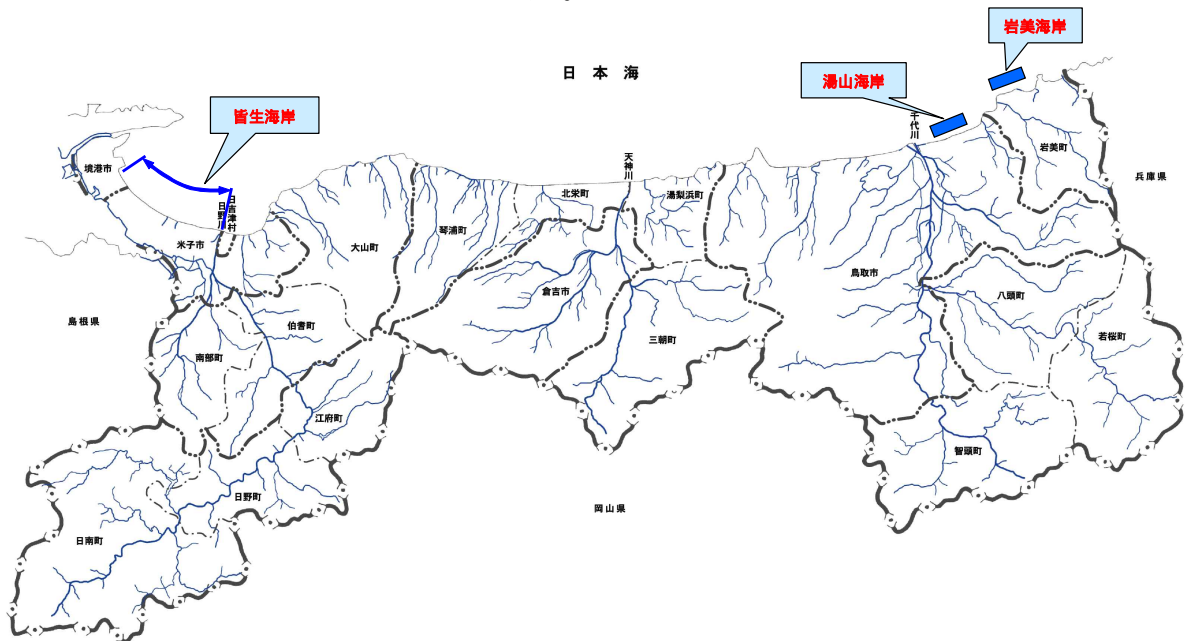 岩美海岸
日本海
湯山海岸
皆生海岸
千代川
岩美町
境港市
天神川
兵庫県
北栄町
湯梨浜町
日吉津村
日野川
米子市
大山町
琴浦町
鳥取市
倉吉市
八頭町
島根県
伯耆町
三朝町
若桜町
南部町
江府町
智頭町
日野町
岡山県
日南町